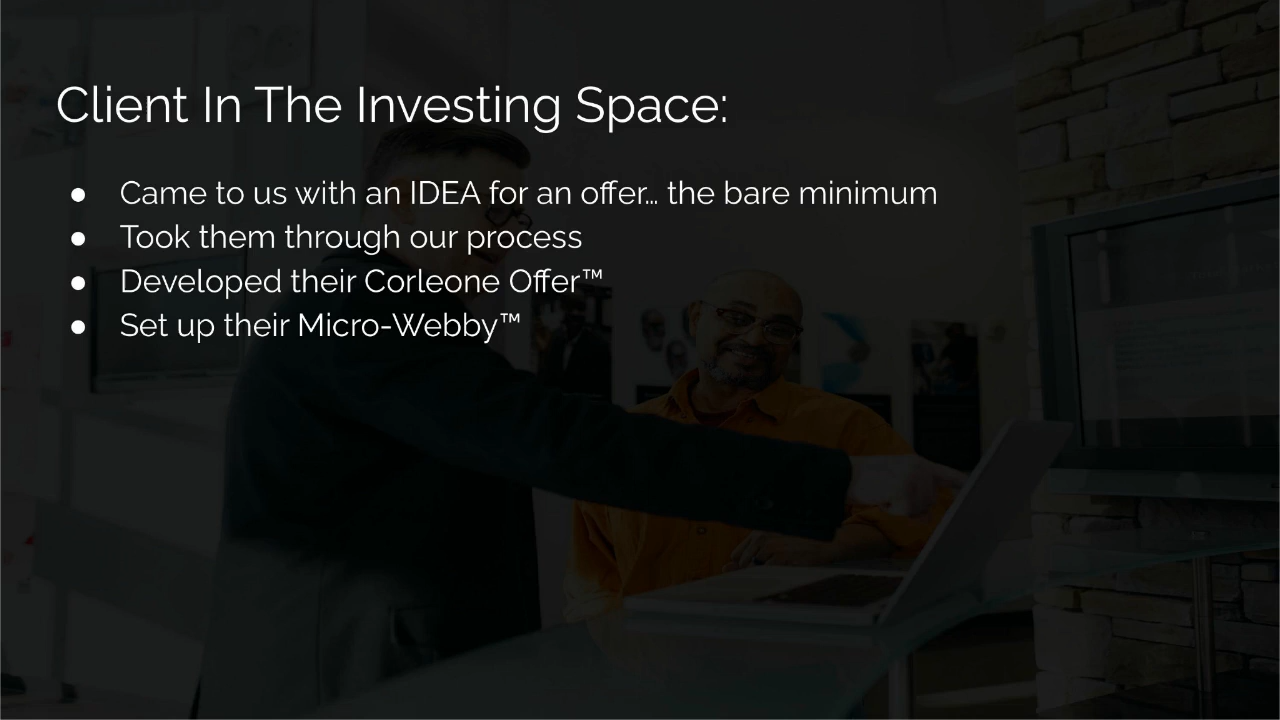 Client In The Investing Space:
● Came to us with an IDEA for an offer… the bare minimum
● Took them through our process
● Developed their Corleone Offer™
● Set up their Micro-Webby™